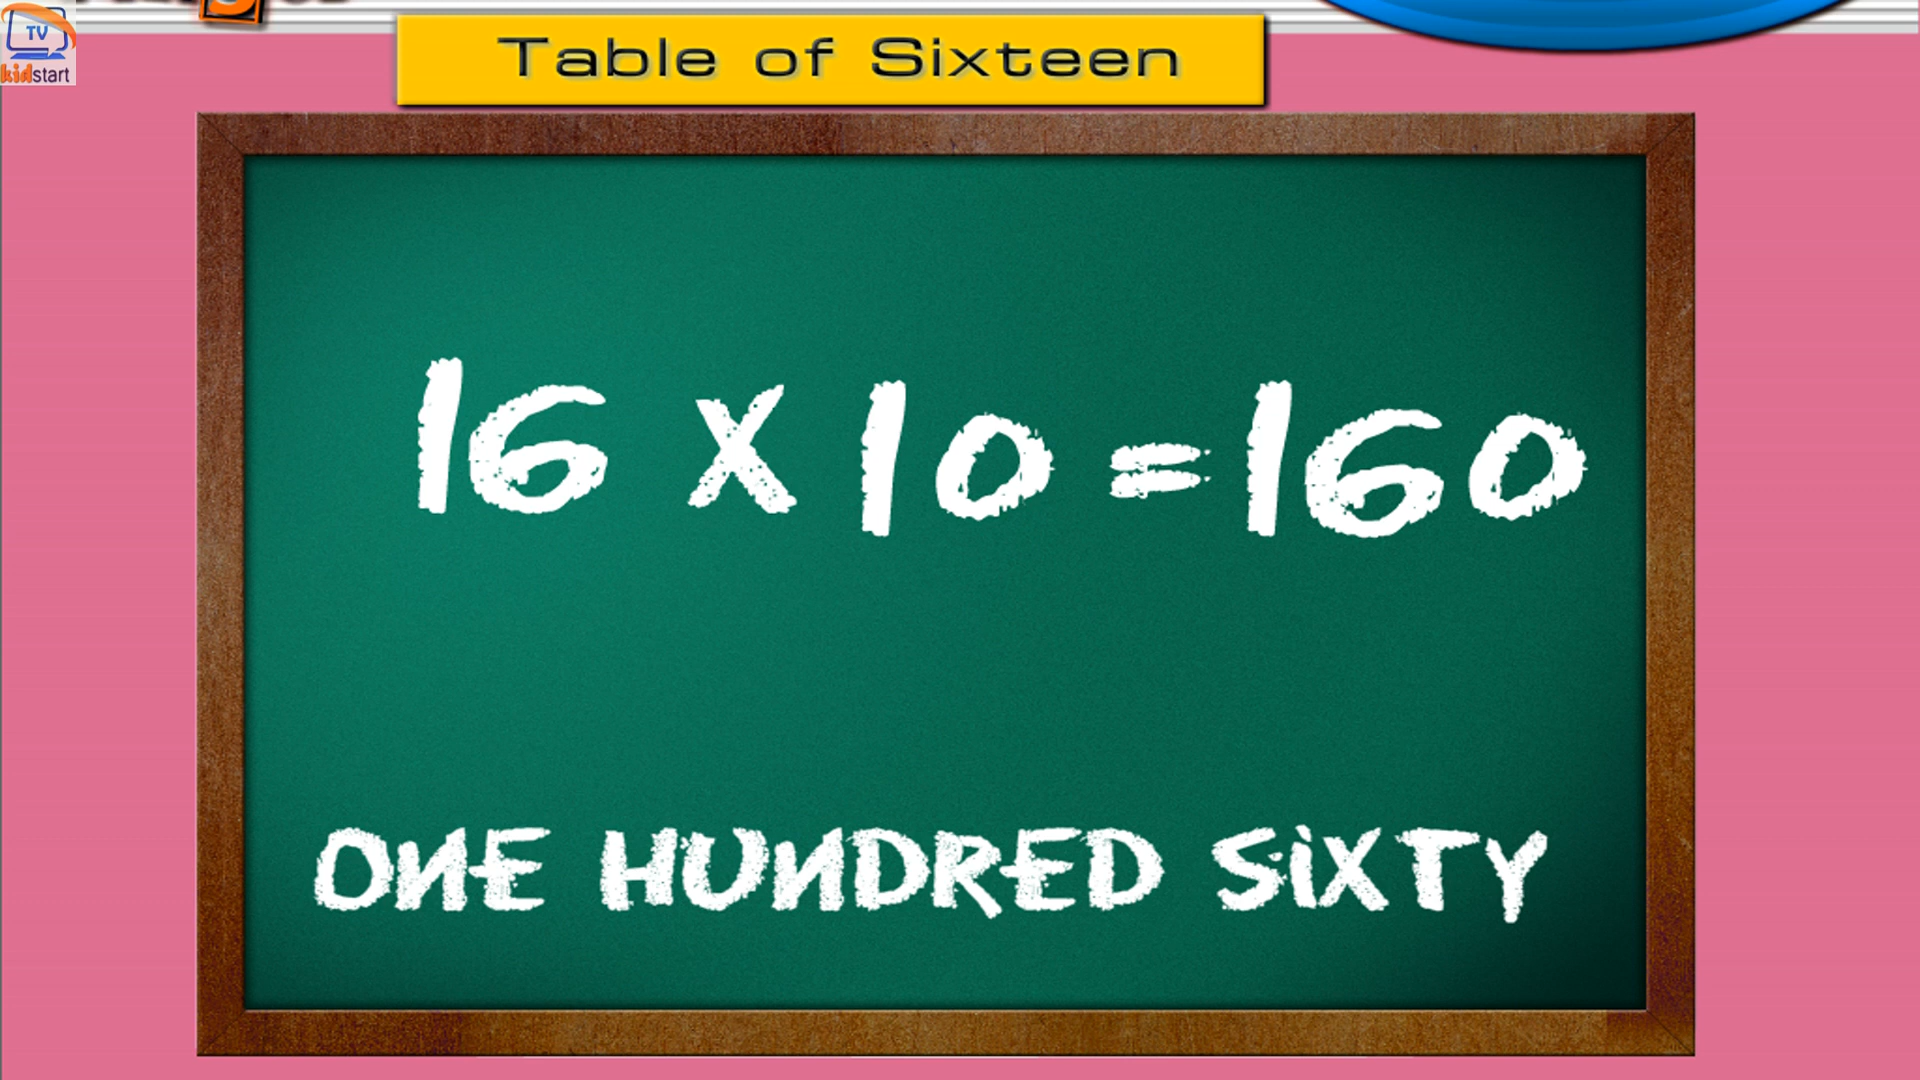 TV
kidstart
Table of Sixteen
16 X 10 = 160
ONE HUNDRED SIXTY